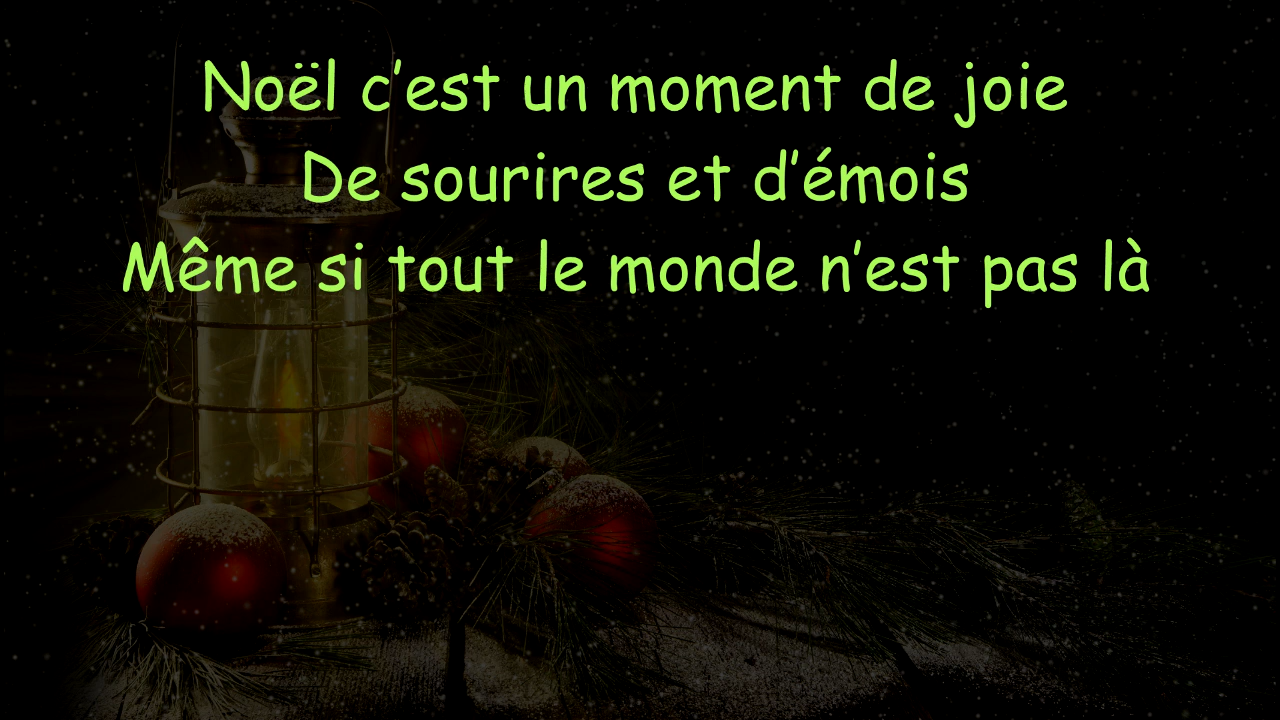 Noël c’est un moment de joie
De sourires et d’émois
Même si tout le monde n’est pas là